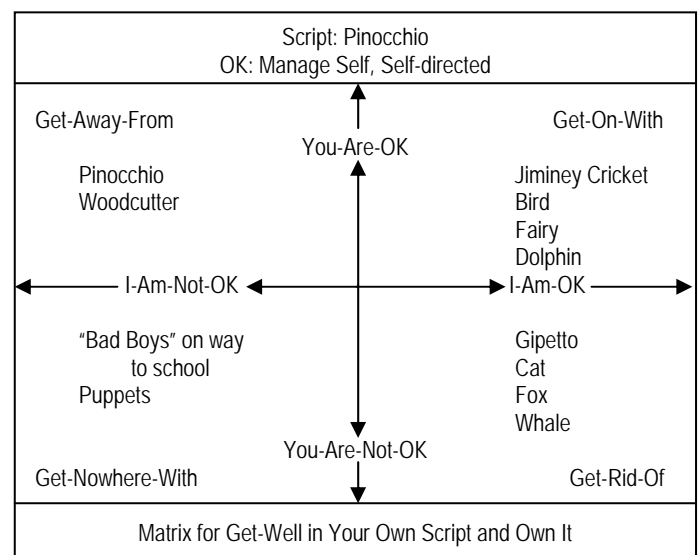 Script: Pinocchio
OK: Manage Self, Self-directed
Get-Away-From
Get-On-With
You-Are-OK
Pinocchio
Woodcutter
Jiminey Cricket
Bird
Fairy
Dolphin
I-Am-Not-OK
I-Am-OK
"Bad Boys" on way
to school
Puppets
Gipetto
Cat
Fox
Whale
You-Are-Not-OK
Get-Nowhere-With
Get-Rid-Of
Matrix for Get-Well in Your Own Script and Own It